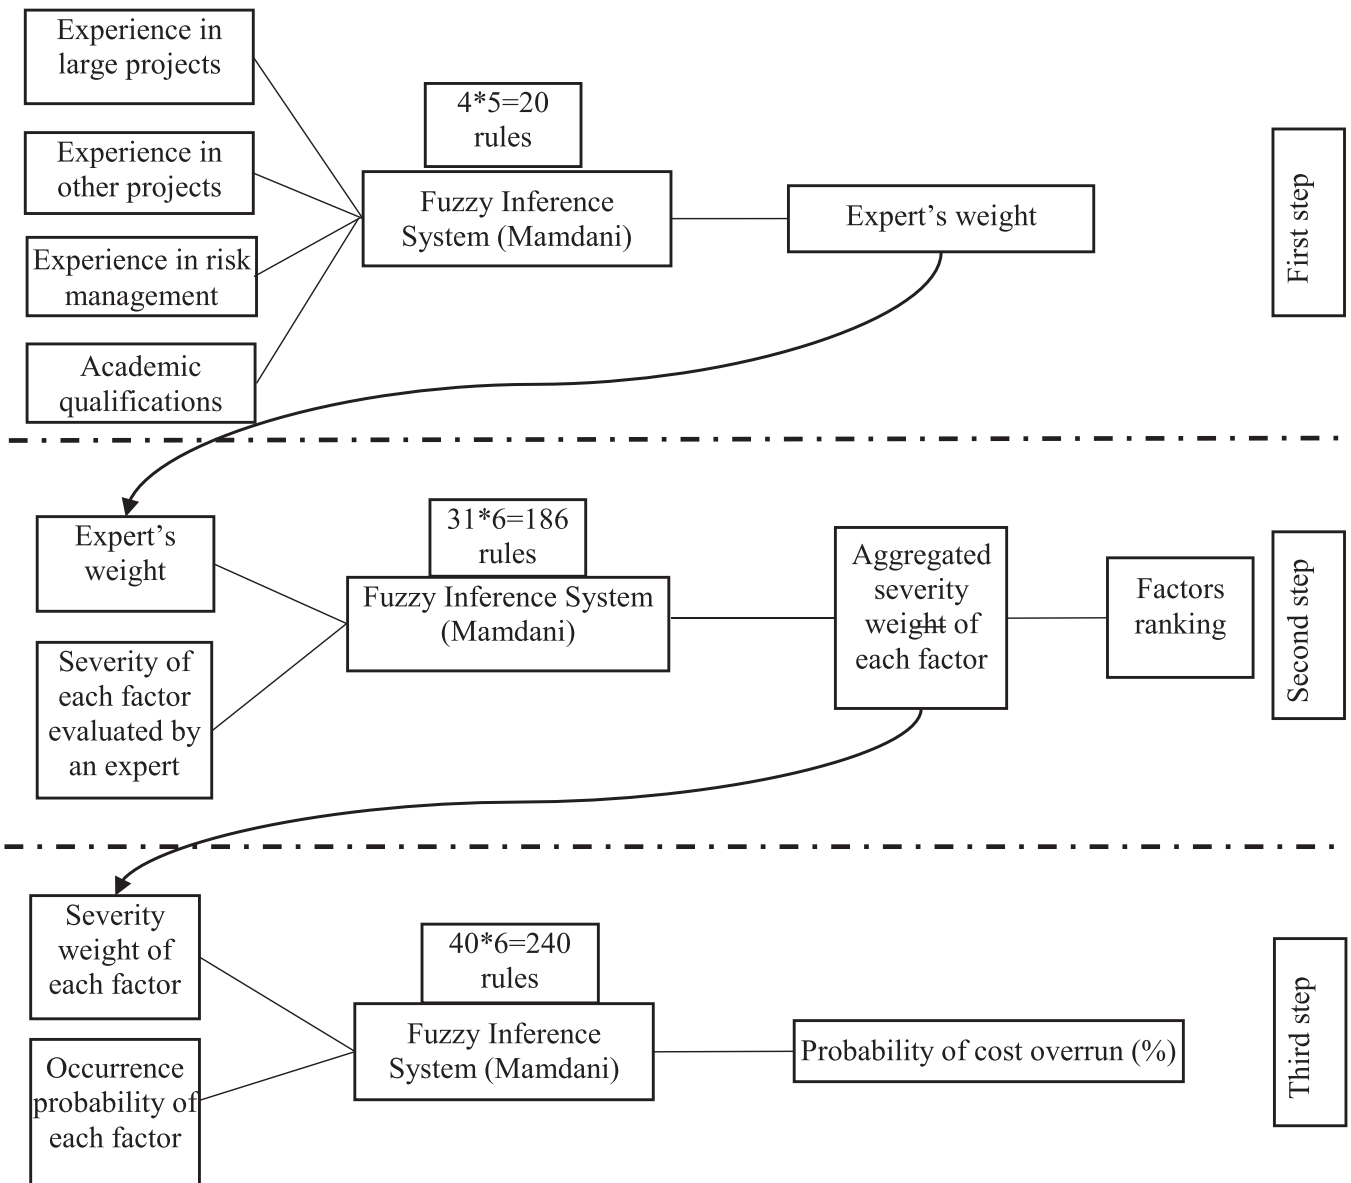 Experience in
large projects
Experience in
other projects
Experience in risk
management
Academic
qualifications
4*5=20
rules
Fuzzy Inference
System (Mamdani)
Expert's weight
First step
Expert's
weight
Severity of
each factor
evaluated by
an expert
31*6=186
rules
Fuzzy Inference System
(Mamdani)
Aggregated
severity
weight of
each factor
Factors
ranking
Second step
Severity
weight of
each factor
Occurrence
probability of
each factor
40*6=240
rules
Fuzzy Inference
System (Mamdani)
Probability of cost overrun (%)
Third step